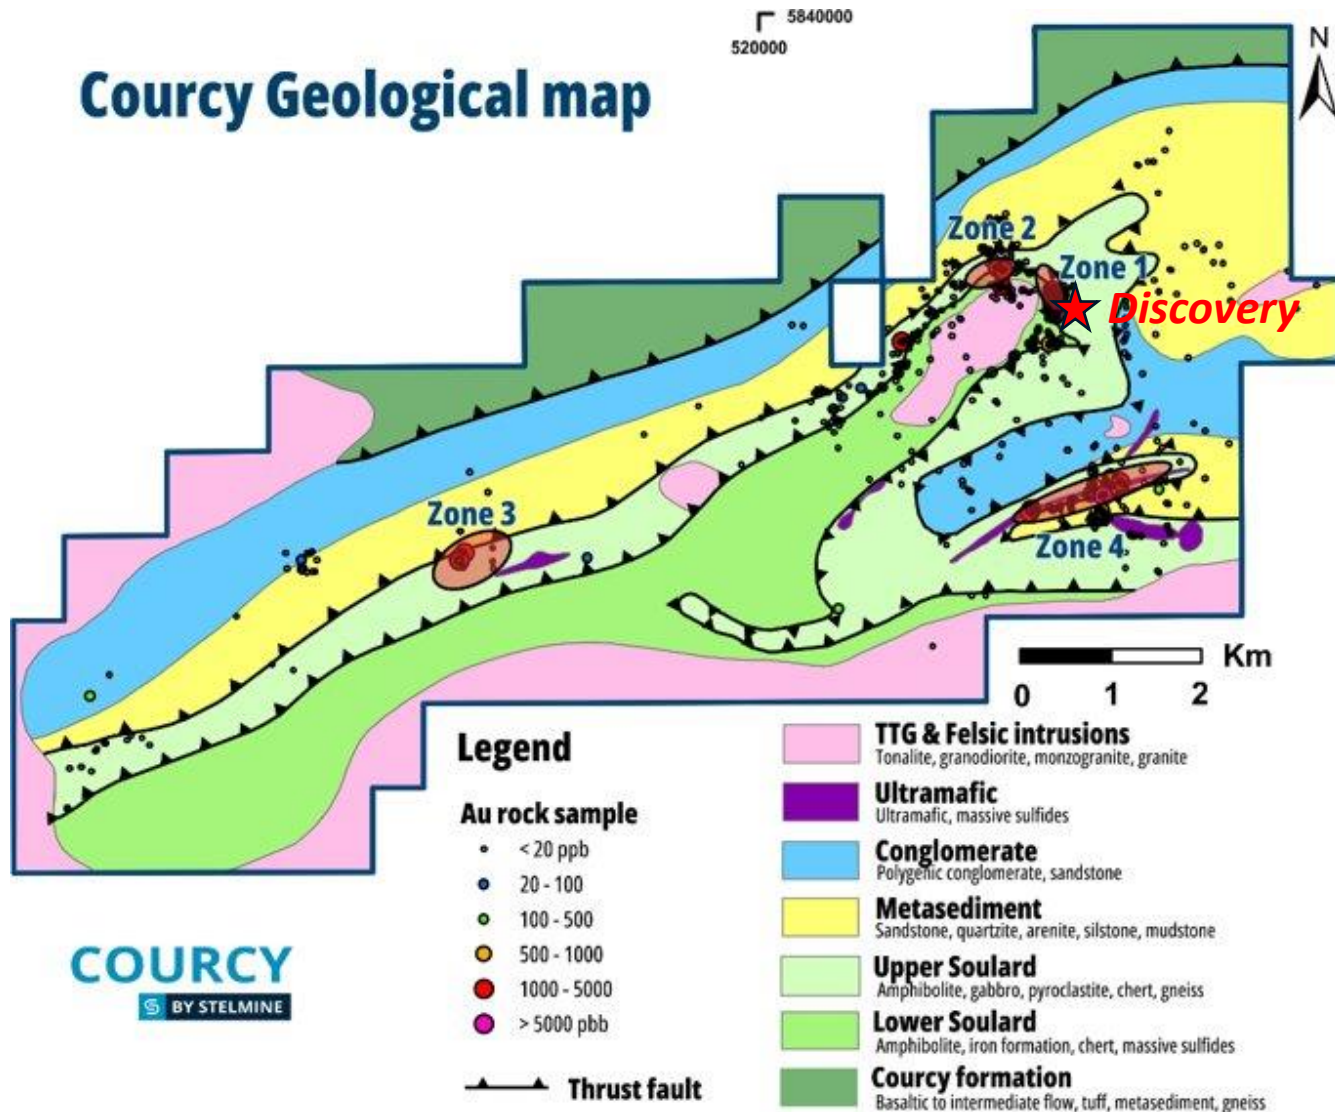 5840000
520000
N
Courcy Geological map
Zone 2
Zone 1
Discovery
Zone 3
Zone 4
Km
0 1 2
Legend
Au rock sample
< 20 ppb
20 - 100
100 - 500
500 - 1000
1000 - 5000
> 5000 pbb
Thrust fault
TTG & Felsic intrusions
Tonalite, granodiorite, monzogranite, granite
Ultramafic
Ultramafic, massive sulfides
Conglomerate
Polygenic conglomerate, sandstone
Metasediment
Sandstone, quartzite, arenite, silstone, mudstone
Upper Soulard
Amphibolite, gabbro, pyroclastite, chert, gneiss
Lower Soulard
Amphibolite, iron formation, chert, massive sulfides
Courcy formation
Basaltic to intermediate flow, tuff, metasediment, gneiss
COURCY
S BY STELMINE